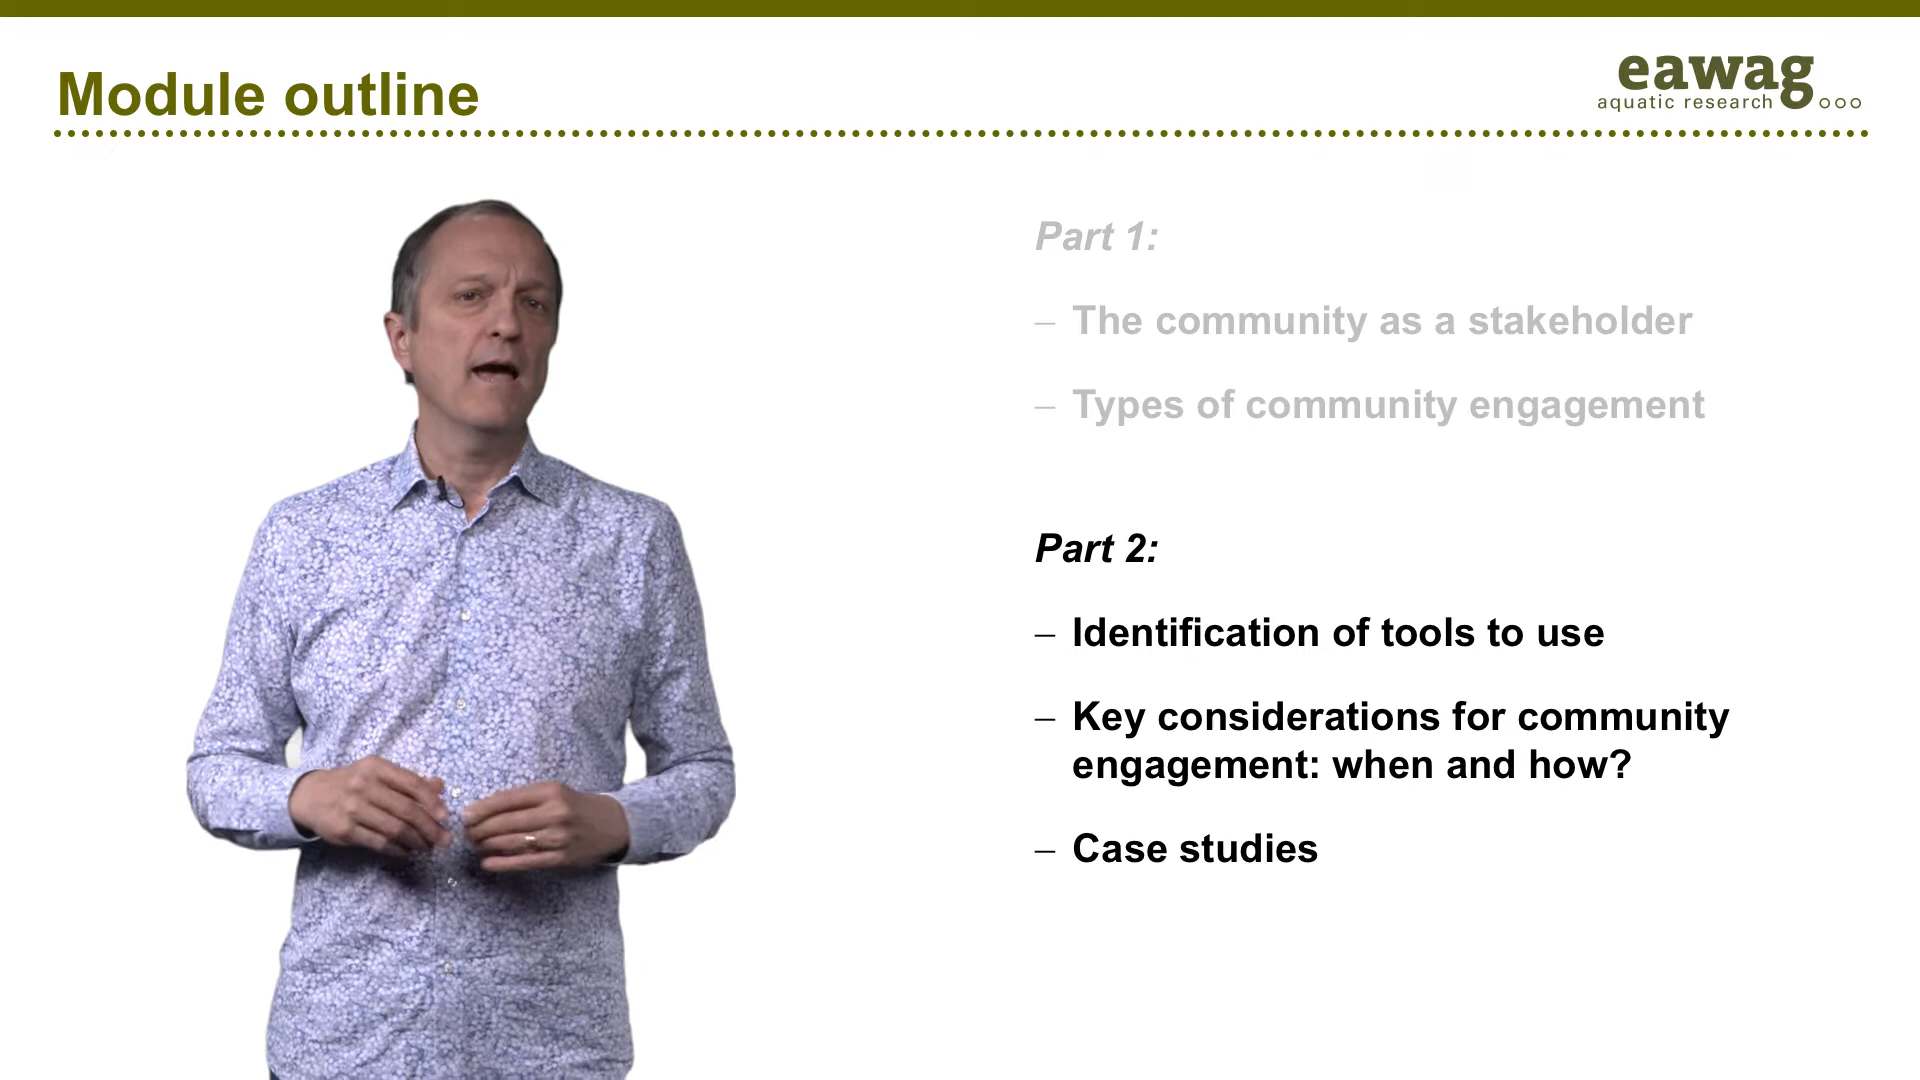 Module outline
eawag
aquatic research
Part 1:
– The community as a stakeholder
– Types of community engagement
Part 2:
– Identification of tools to use
– Key considerations for community
engagement: when and how?
– Case studies